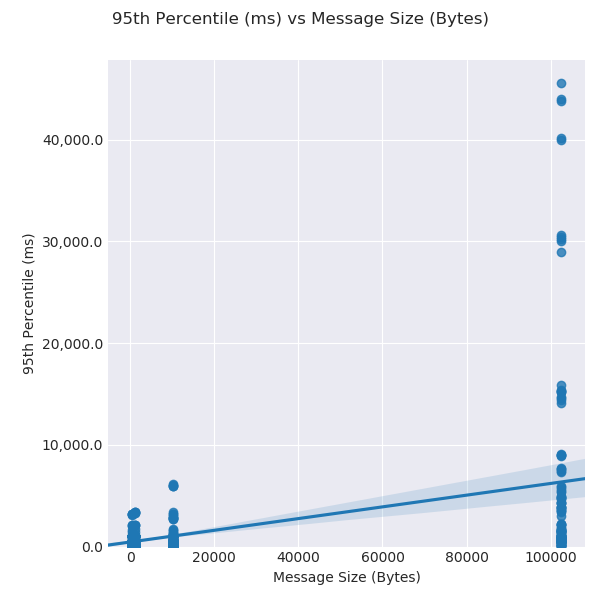 95th Percentile (ms) vs Message Size (Bytes)
40,000.0
30,000.0
20,000.0
10,000.0
0.0
95th Percentile (ms)
0 20000 40000 60000 80000 100000
Message Size (Bytes)